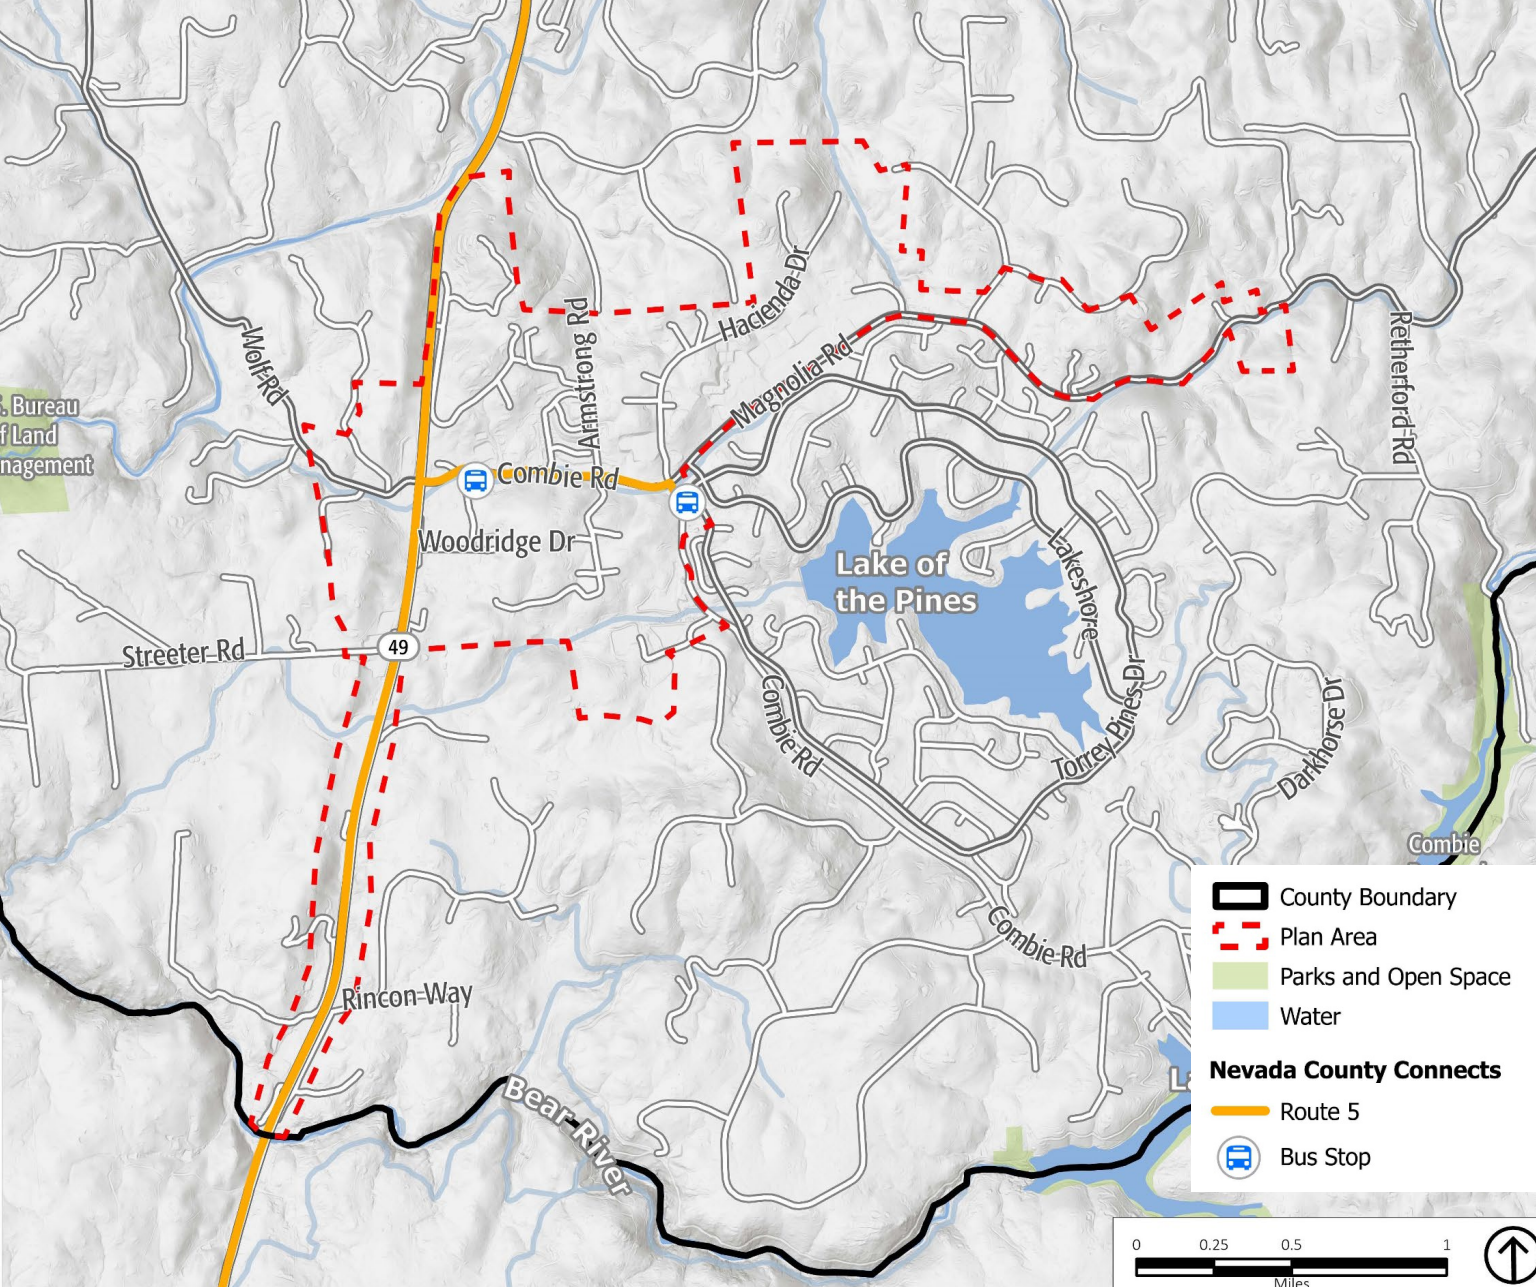 Hacienda Dr
Armstrong Rd
Magnolia Rd
Wolf Rd
Retherford Rd
. Bureau
f Land
nagement
Combie Rd
Woodridge Dr
Lake of
the Pines
Lakeshore
49
Streeter Rd
Torrey Pines Dr
Combie Rd
Darkhorse Dr
Combie
Combie Rd
Rincon Way
Bear River
La
County Boundary
Plan Area
Parks and Open Space
Water
Nevada County Connects
Route 5
Bus Stop
0 0.25 0.5 1
Miles